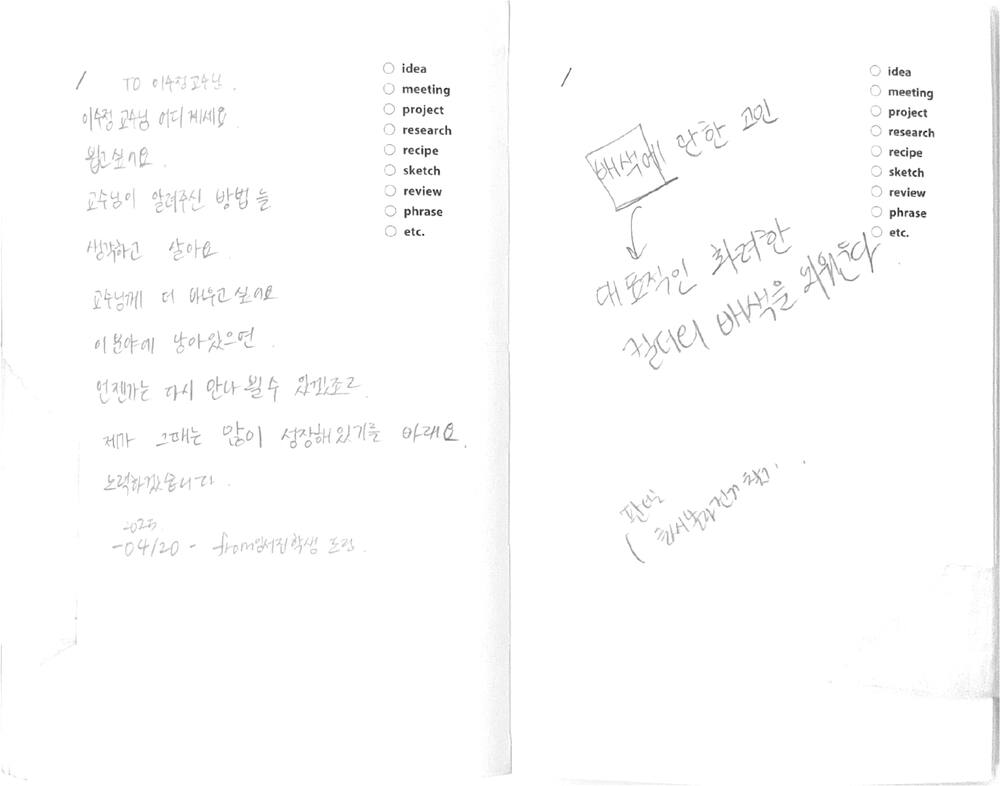 /
TO 이수정교수님.
이수정 교수님 어디계세요
뵙고싶어요.
교수님이 알려주신 방법들
생각하고 살아요.
교수님께 더 배우고싶어요
이분야에 남아있으면.
언젠가는 다시 만나 뵐 수 있겠죠?
제가 그때는 많이 성장해있기를 바래요.
노력하겠습니다.
2025
-04/20 - from 학생 드림.
idea
meeting
project
research
recipe
sketch
review
phrase
etc.
/
배색에 관한 고민
대표적인 화려한
컬러의 배색을 외운다.
idea
meeting
project
research
recipe
sketch
review
phrase
etc.